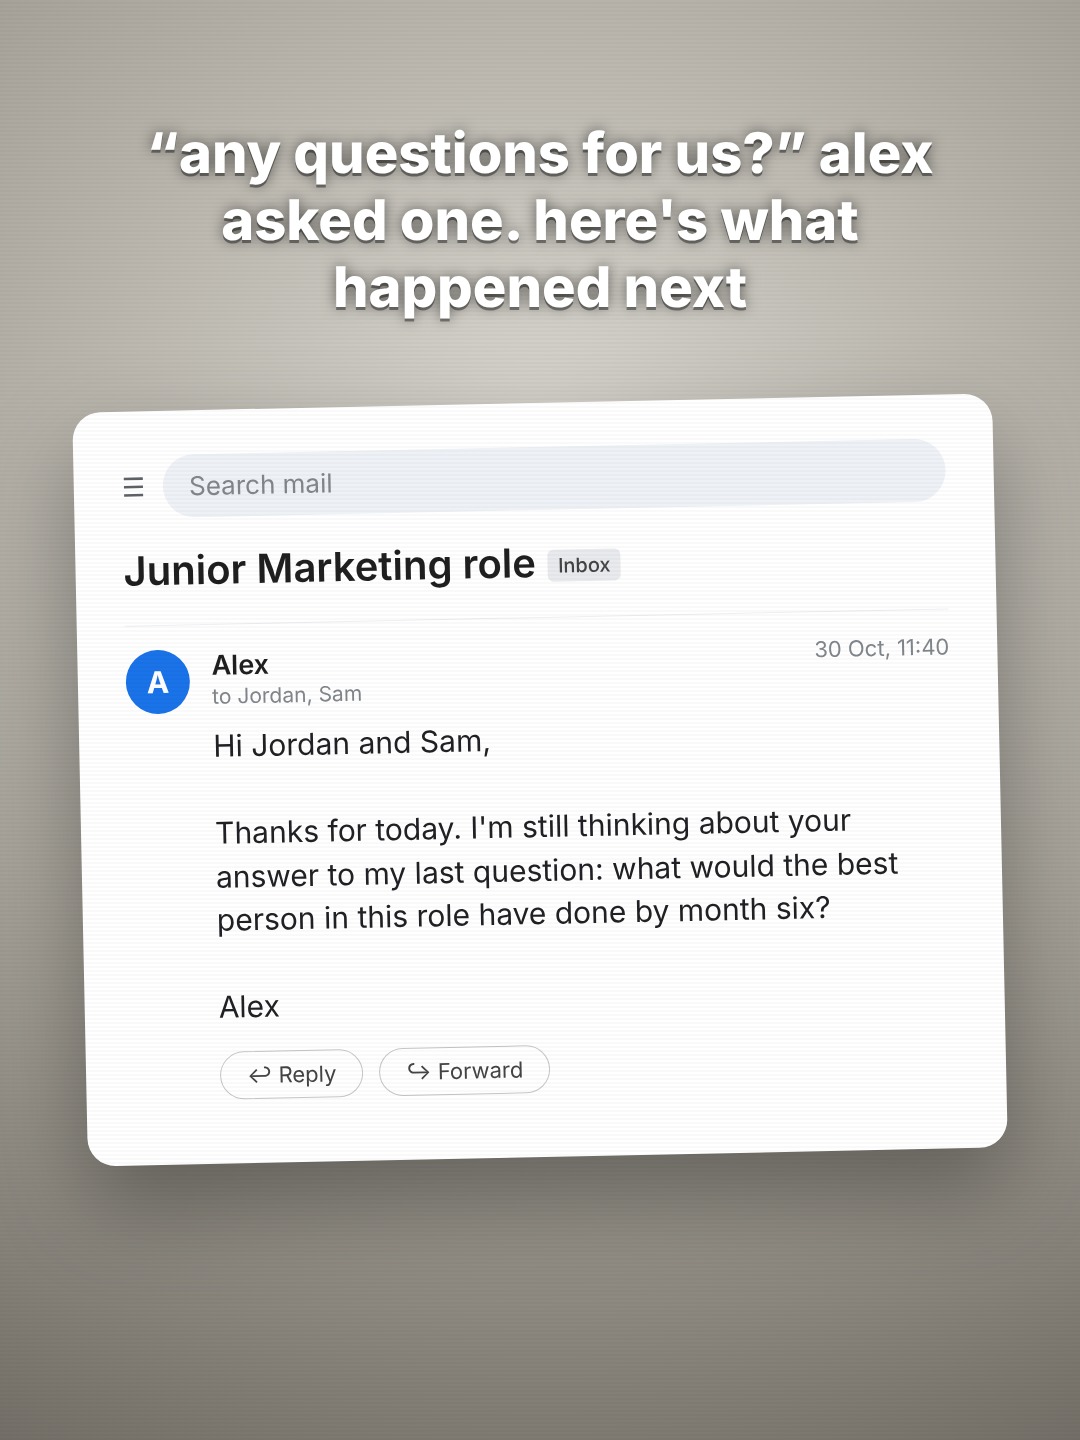 “any questions for us?” alex
asked one. here's what
happened next
Search mail
Junior Marketing role Inbox
Alex
30 Oct, 11:40
to Jordan, Sam
A
Hi Jordan and Sam,
Thanks for today. I'm still thinking about your
answer to my last question: what would the best
person in this role have done by month six?
Alex
Reply
Forward